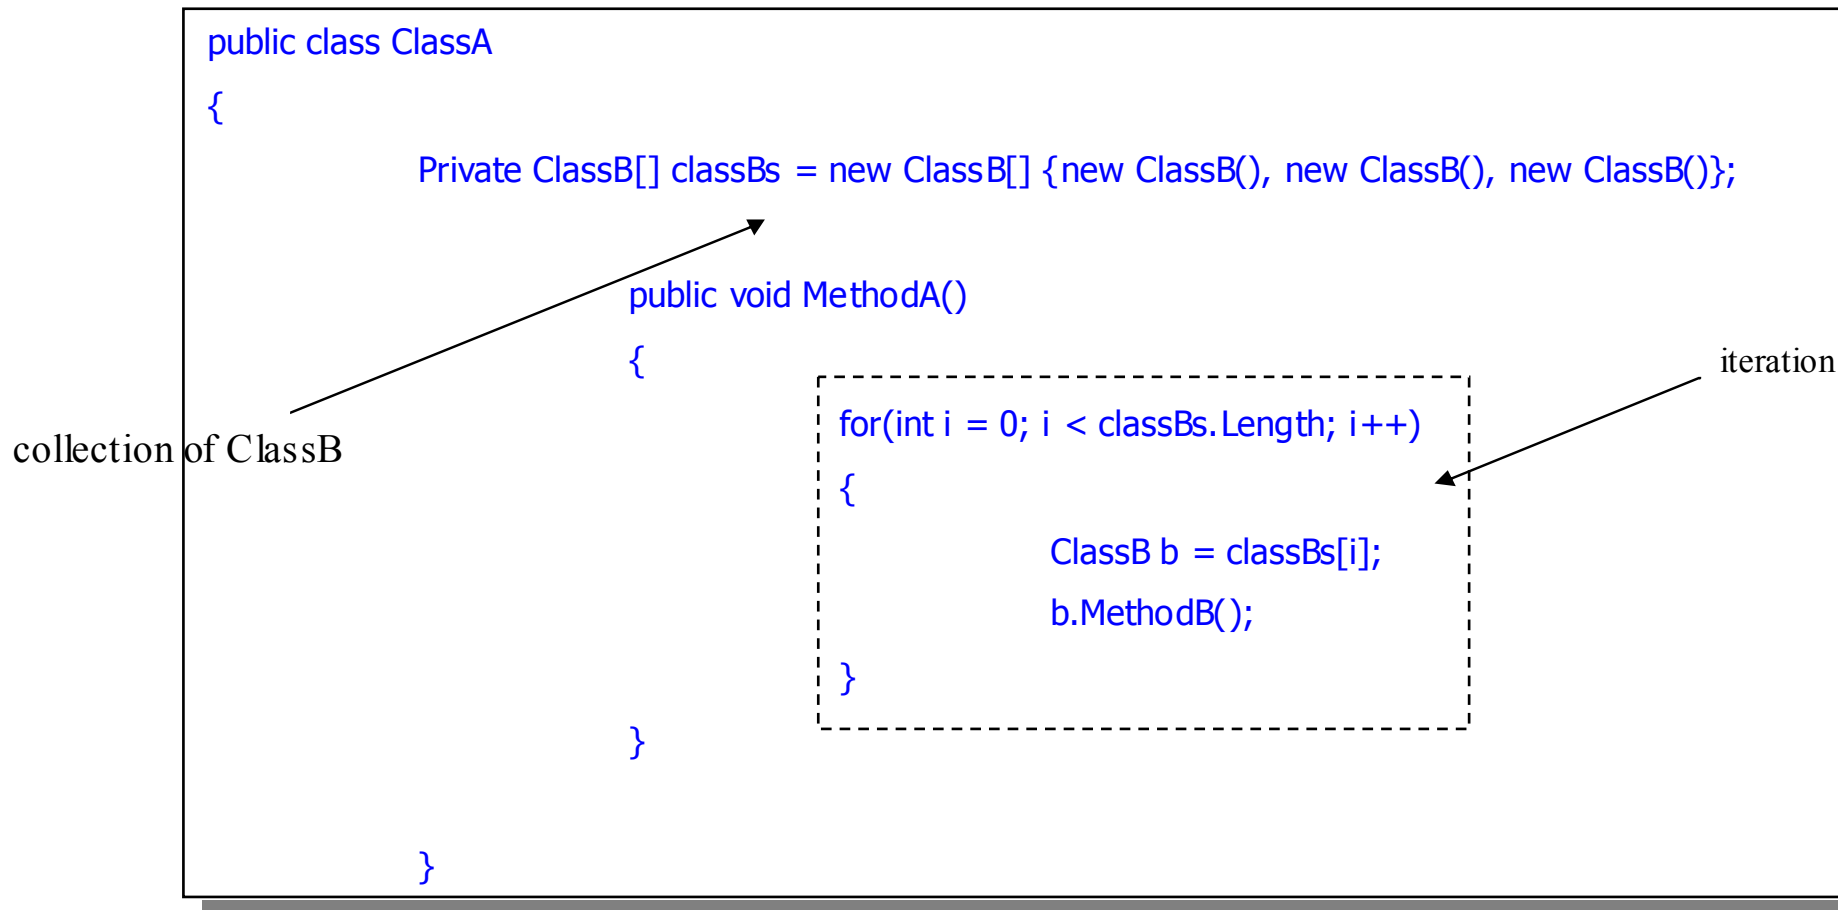 public class ClassA
{
Private ClassB[] classBs = new ClassB[] {new ClassB(), new ClassB(), new ClassB()};
public void MethodA()
{
iteration
for(int i = 0; i < classBs.Length; i++)
collection of ClassB
{
ClassB b = classBs[i];
b.MethodB();
}
}
}